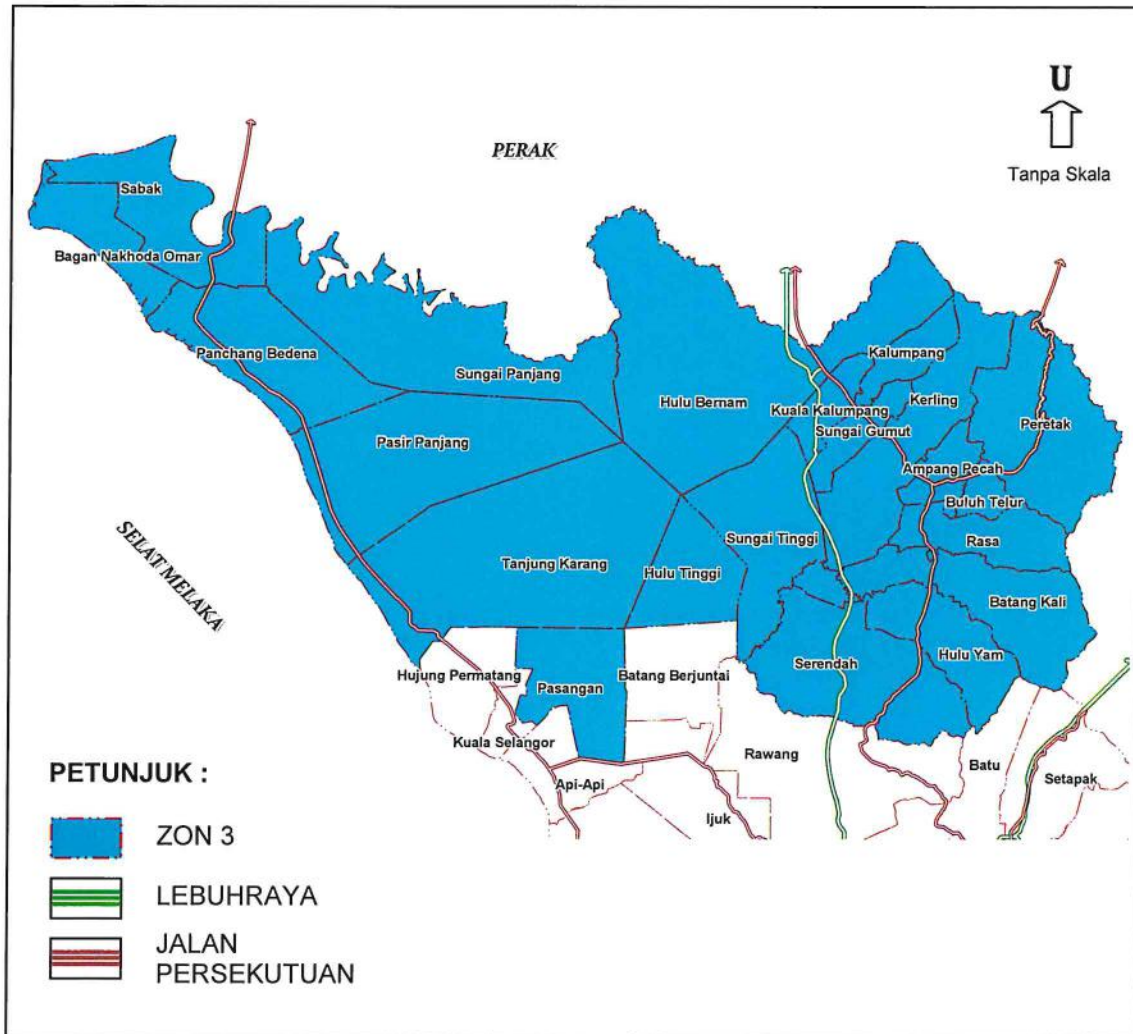 U
Tanpa Skala
PERAK
Sabak
Bagan Nakhoda Omar
Panchang Bedena
Sungai Panjang
Kalumpang
Hulu Bernam
Kuala Kalumpang
Kerling
Sungai Gumut
Peretak
Pasir Panjang
Ampang Pecah
Buluh Telur
Sungai Tinggi
Rasa
SELAT MELAKA
Tanjung Karang
Hulu Tinggi
Batang Kali
Hulu Yam
Serendah
Hujung Permatang
Pasangan
Batang Berjuntai
Kuala Selangor
Rawang
Batu
Setapak
Api-Api
Ijuk
PETUNJUK :
ZON 3
LEBUHRAYA
JALAN
PERSEKUTUAN